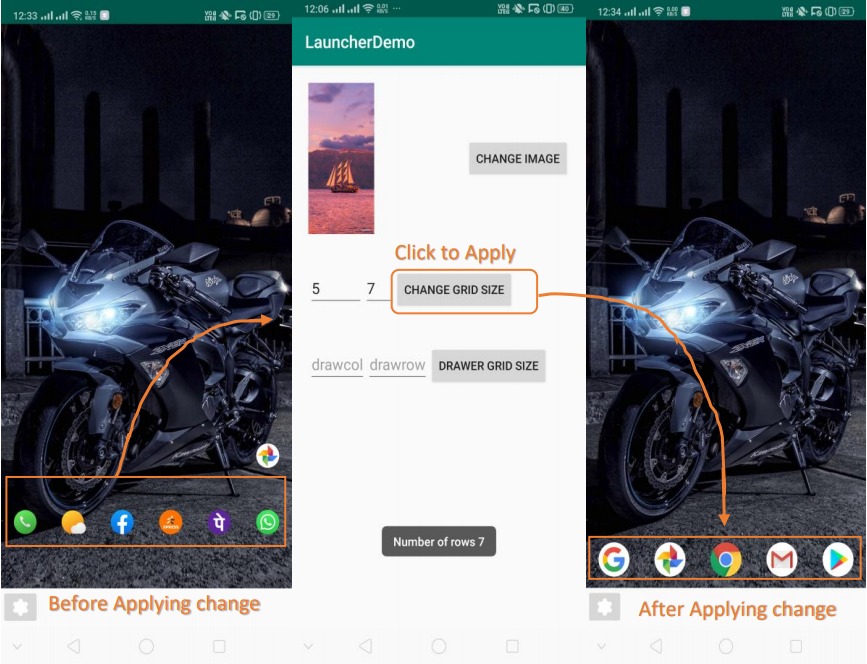 12:33
0.15
KB/S
VO9
LTE2
29
Before Applying change
12:06
0.01
KB/S
...
40
LauncherDemo
CHANGE IMAGE
Click to Apply
5 7 CHANGE GRID SIZE
drawcol drawrow DRAWER GRID SIZE
Number of rows 7
12:34
KB/S
29
After Applying change